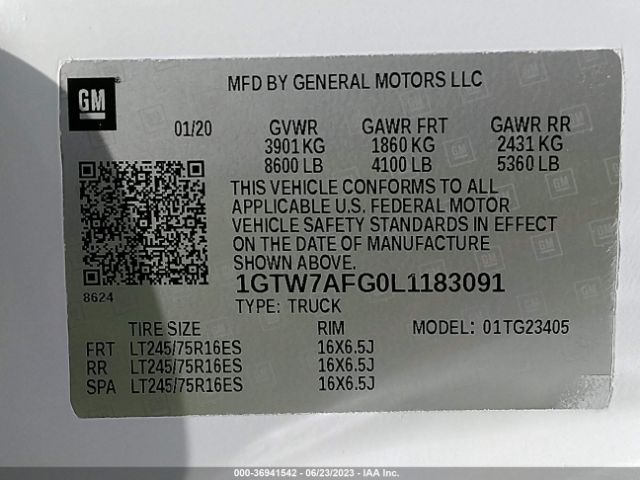 GM
MFD BY GENERAL MOTORS LLC
01/20 GVWR GAWR FRT GAWR RR
3901 KG 1860 KG 2431 KG
8600 LB 4100 LB 5360 LB
THIS VEHICLE CONFORMS TO ALL
APPLICABLE U.S. FEDERAL MOTOR
VEHICLE SAFETY STANDARDS IN EFFECT
ON THE DATE OF MANUFACTURE
SHOWN ABOVE.
8624
1GTW7AFG0L1183091
TYPE: TRUCK
TIRE SIZE RIM MODEL: 01TG23405
FRT LT245/75R16ES 16X6.5J
RR LT245/75R16ES 16X6.5J
SPA LT245/75R16ES 16X6.5J
000-36941542 - 06/23/2023 - IAA Inc.